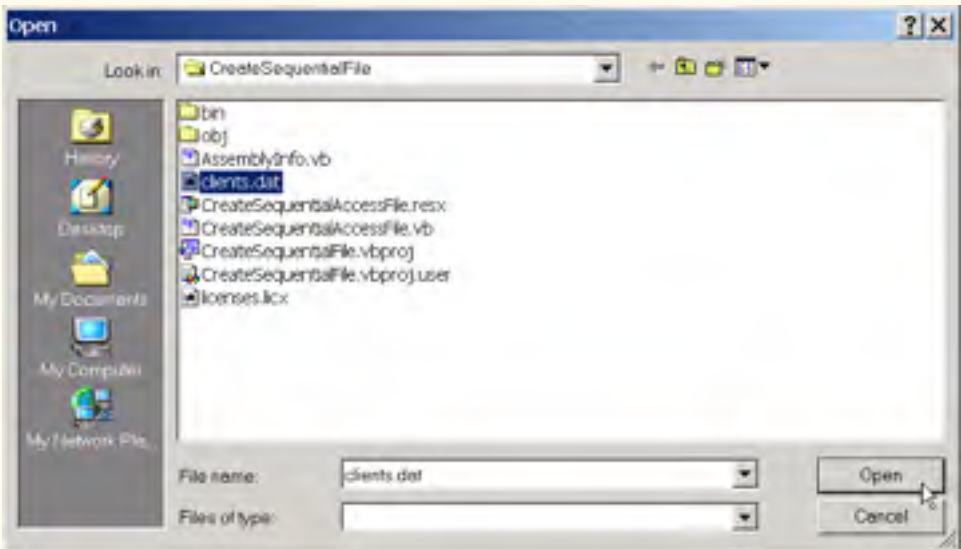 Open
Look in:
CreateSequentialFile
History
Desktop
My Documents
My Computer
My Network Pla...
bin
obj
AssemblyInfo.vb
clients.dat
CreateSequentialAccessFile.resx
CreateSequentialAccessFile.vb
CreateSequentialFile.vbproj
CreateSequentialFile.vbproj.user
licenses.licx
File name:
clients.dat
Open
Files of type:
Cancel